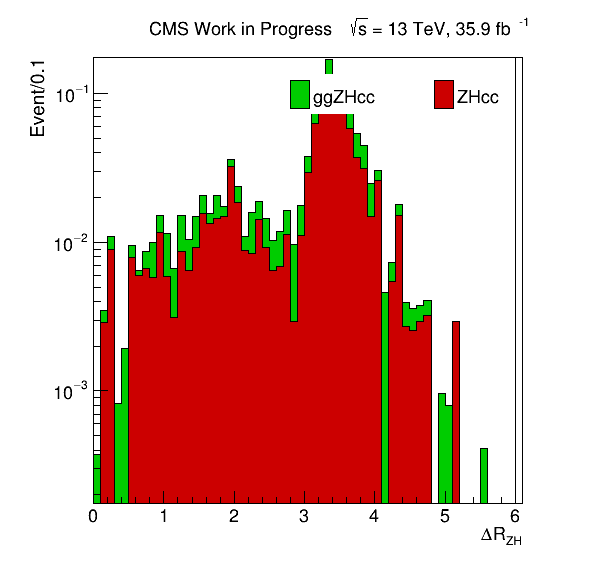 CMS Work in Progress √s = 13 TeV, 35.9 fb⁻¹
Event/0.1
ggZHcc ZHcc
10⁻¹
10⁻²
10⁻³
0 1 2 3 4 5 6
ΔR_ZH